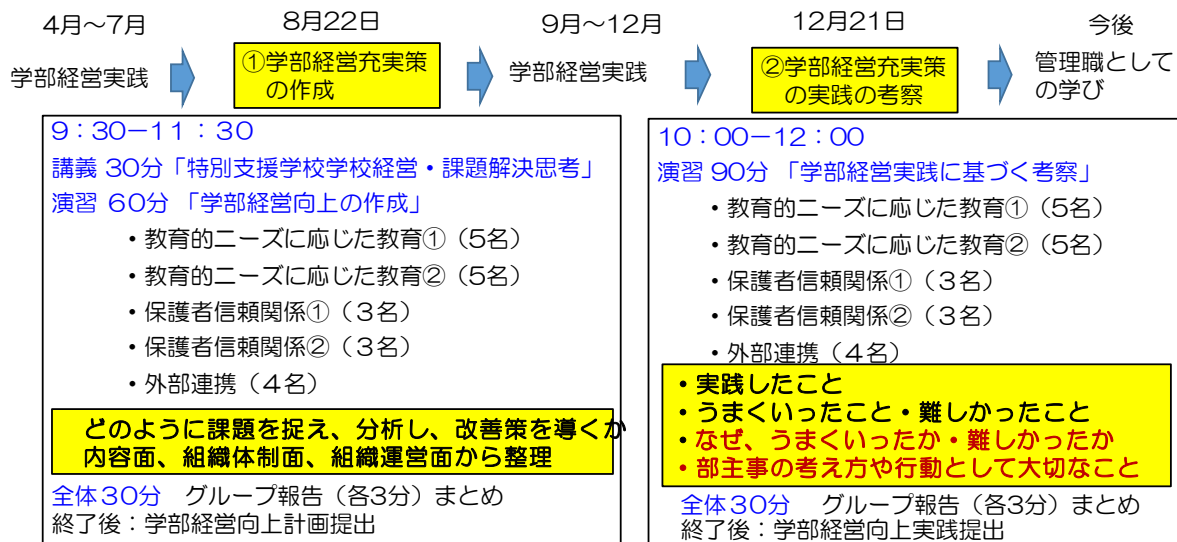 4月～7月
8月22日
9月～12月
12月21日
今後
学部経営実践
①学部経営充実策
の作成
学部経営実践
②学部経営充実策
の実践の考察
管理職として
の学び
9：30－11：30
講義 30分「特別支援学校学校経営・課題解決思考」
演習 60分 「学部経営向上の作成」
・教育的ニーズに応じた教育①（5名）
・教育的ニーズに応じた教育②（5名）
・保護者信頼関係①（3名）
・保護者信頼関係②（3名）
・外部連携（4名）
どのように課題を捉え、分析し、改善策を導くか
内容面、組織体制面、組織運営面から整理
全体30分　グループ報告（各3分）まとめ
終了後：学部経営向上計画提出
10：00－12：00
演習 90分 「学部経営実践に基づく考察」
・教育的ニーズに応じた教育①（5名）
・教育的ニーズに応じた教育②（5名）
・保護者信頼関係①（3名）
・保護者信頼関係②（3名）
・外部連携（4名）
・実践したこと
・うまくいったこと・難しかったこと
・なぜ、うまくいったか・難しかったか
・部主事の考え方や行動として大切なこと
全体30分　グループ報告（各3分）まとめ
終了後：学部経営向上実践提出